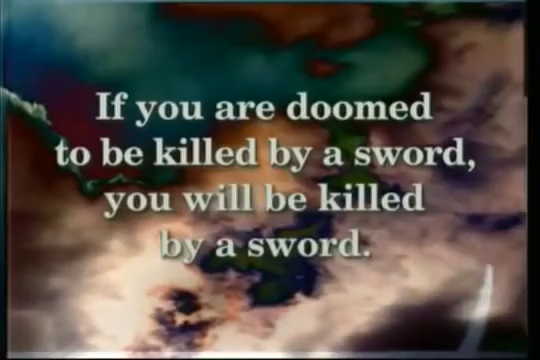 If you are doomed
to be killed by a sword,
you will be killed
by a sword.